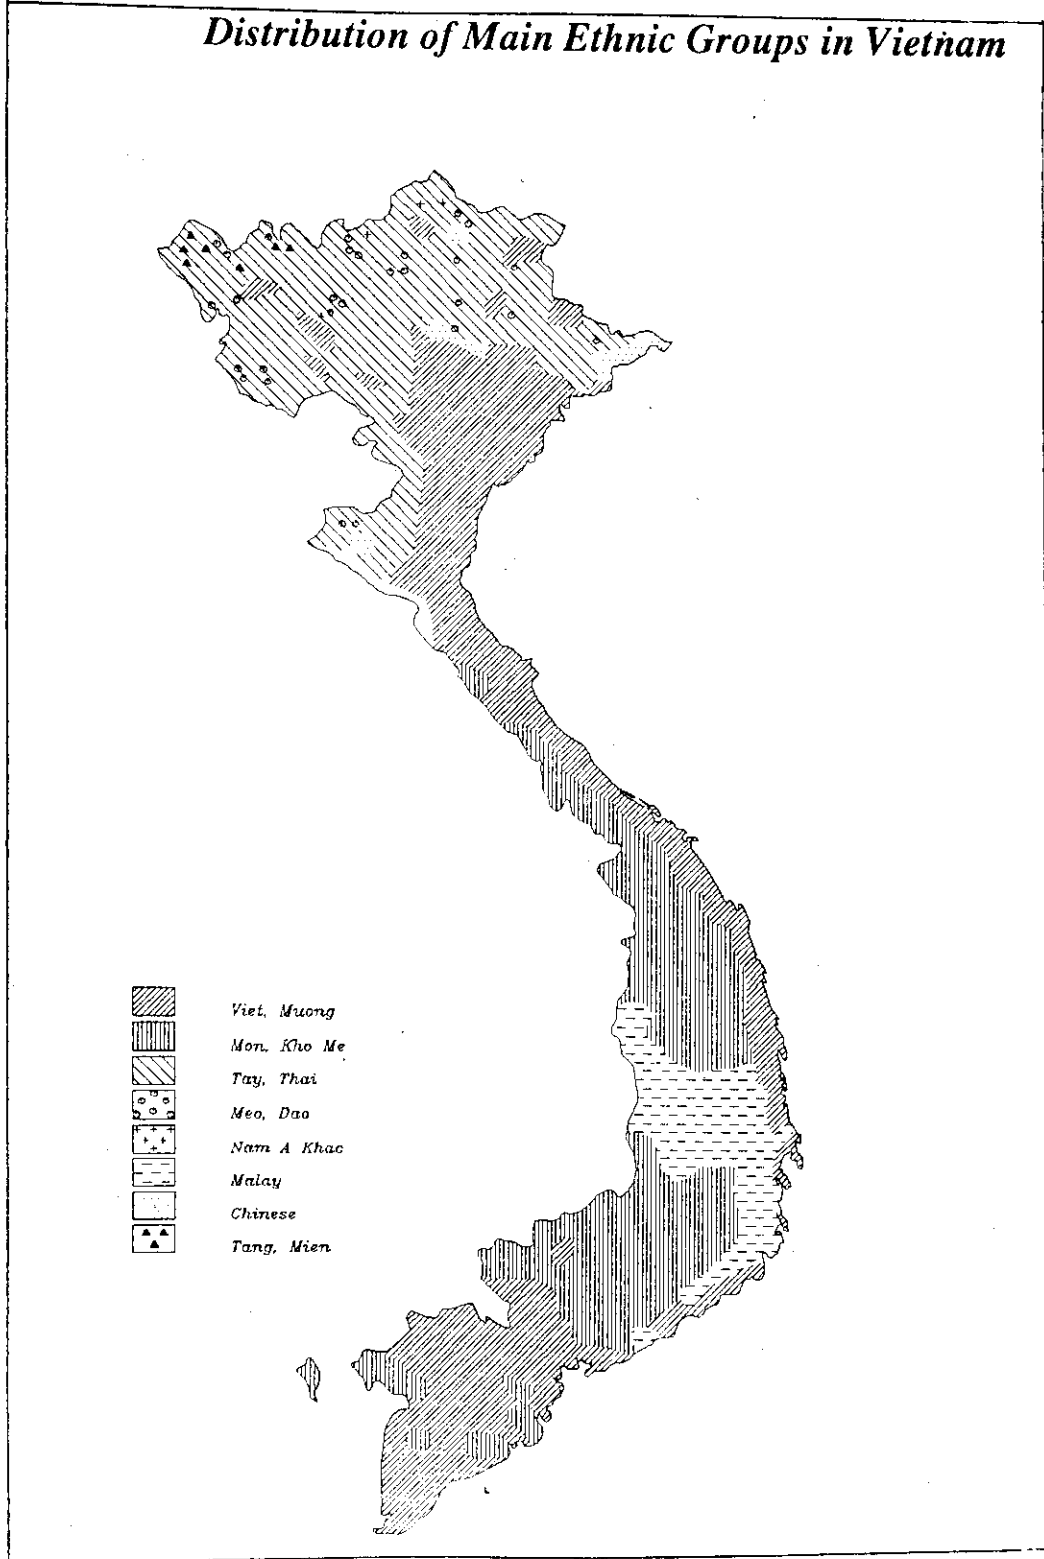 Distribution of Main Ethnic Groups in Vietnam
Viet, Muong
Mon, Kho Me
Tay, Thai
Meo, Dao
Nam A Khac
Malay
Chinese
Tang, Mien